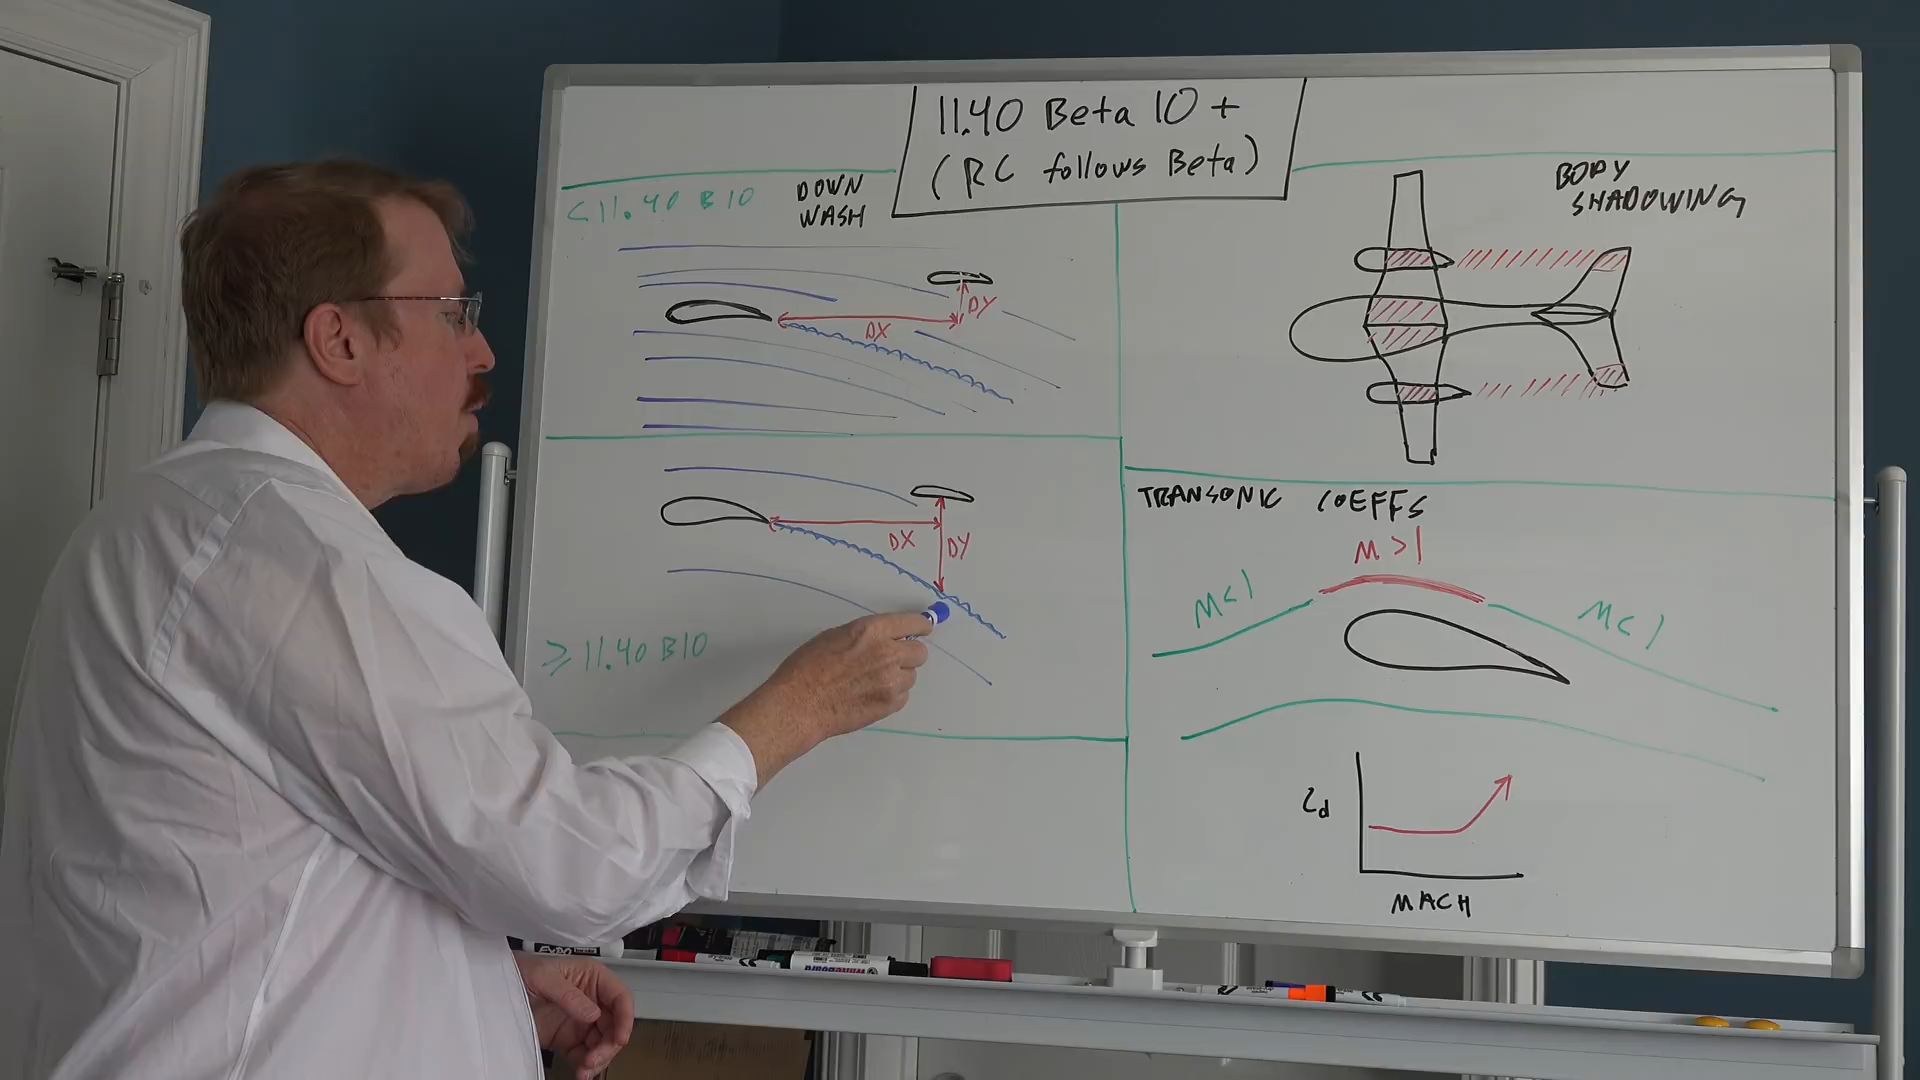 11.40 Beta 10+
(RC follows Beta)
<11.40 B10
DOWN
WASH
DX
DY
DX
DY
≥ 11.40 B10
BODY
SHADOWING
TRANSONIC COEFFS
M>1
M<1
M<1
Cd
MACH
EXPO